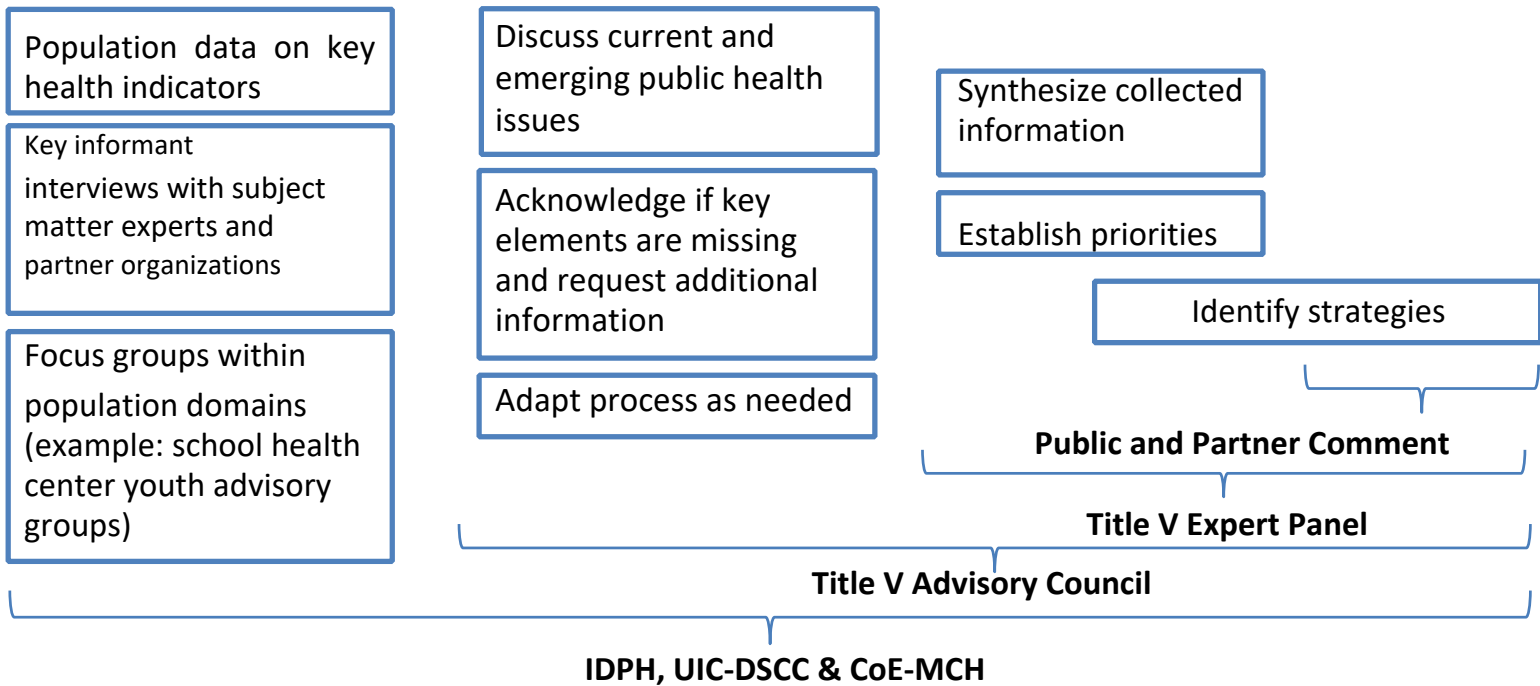 Population data on key
health indicators
Key informant
interviews with subject
matter experts and
partner organizations
Focus groups within
population domains
(example: school health
center youth advisory
groups)
Discuss current and
emerging public health
issues
Acknowledge if key
elements are missing
and request additional
information
Adapt process as needed
Synthesize collected
information
Establish priorities
Identify strategies
Public and Partner Comment
Title V Expert Panel
Title V Advisory Council
IDPH, UIC-DSCC & CoE-MCH